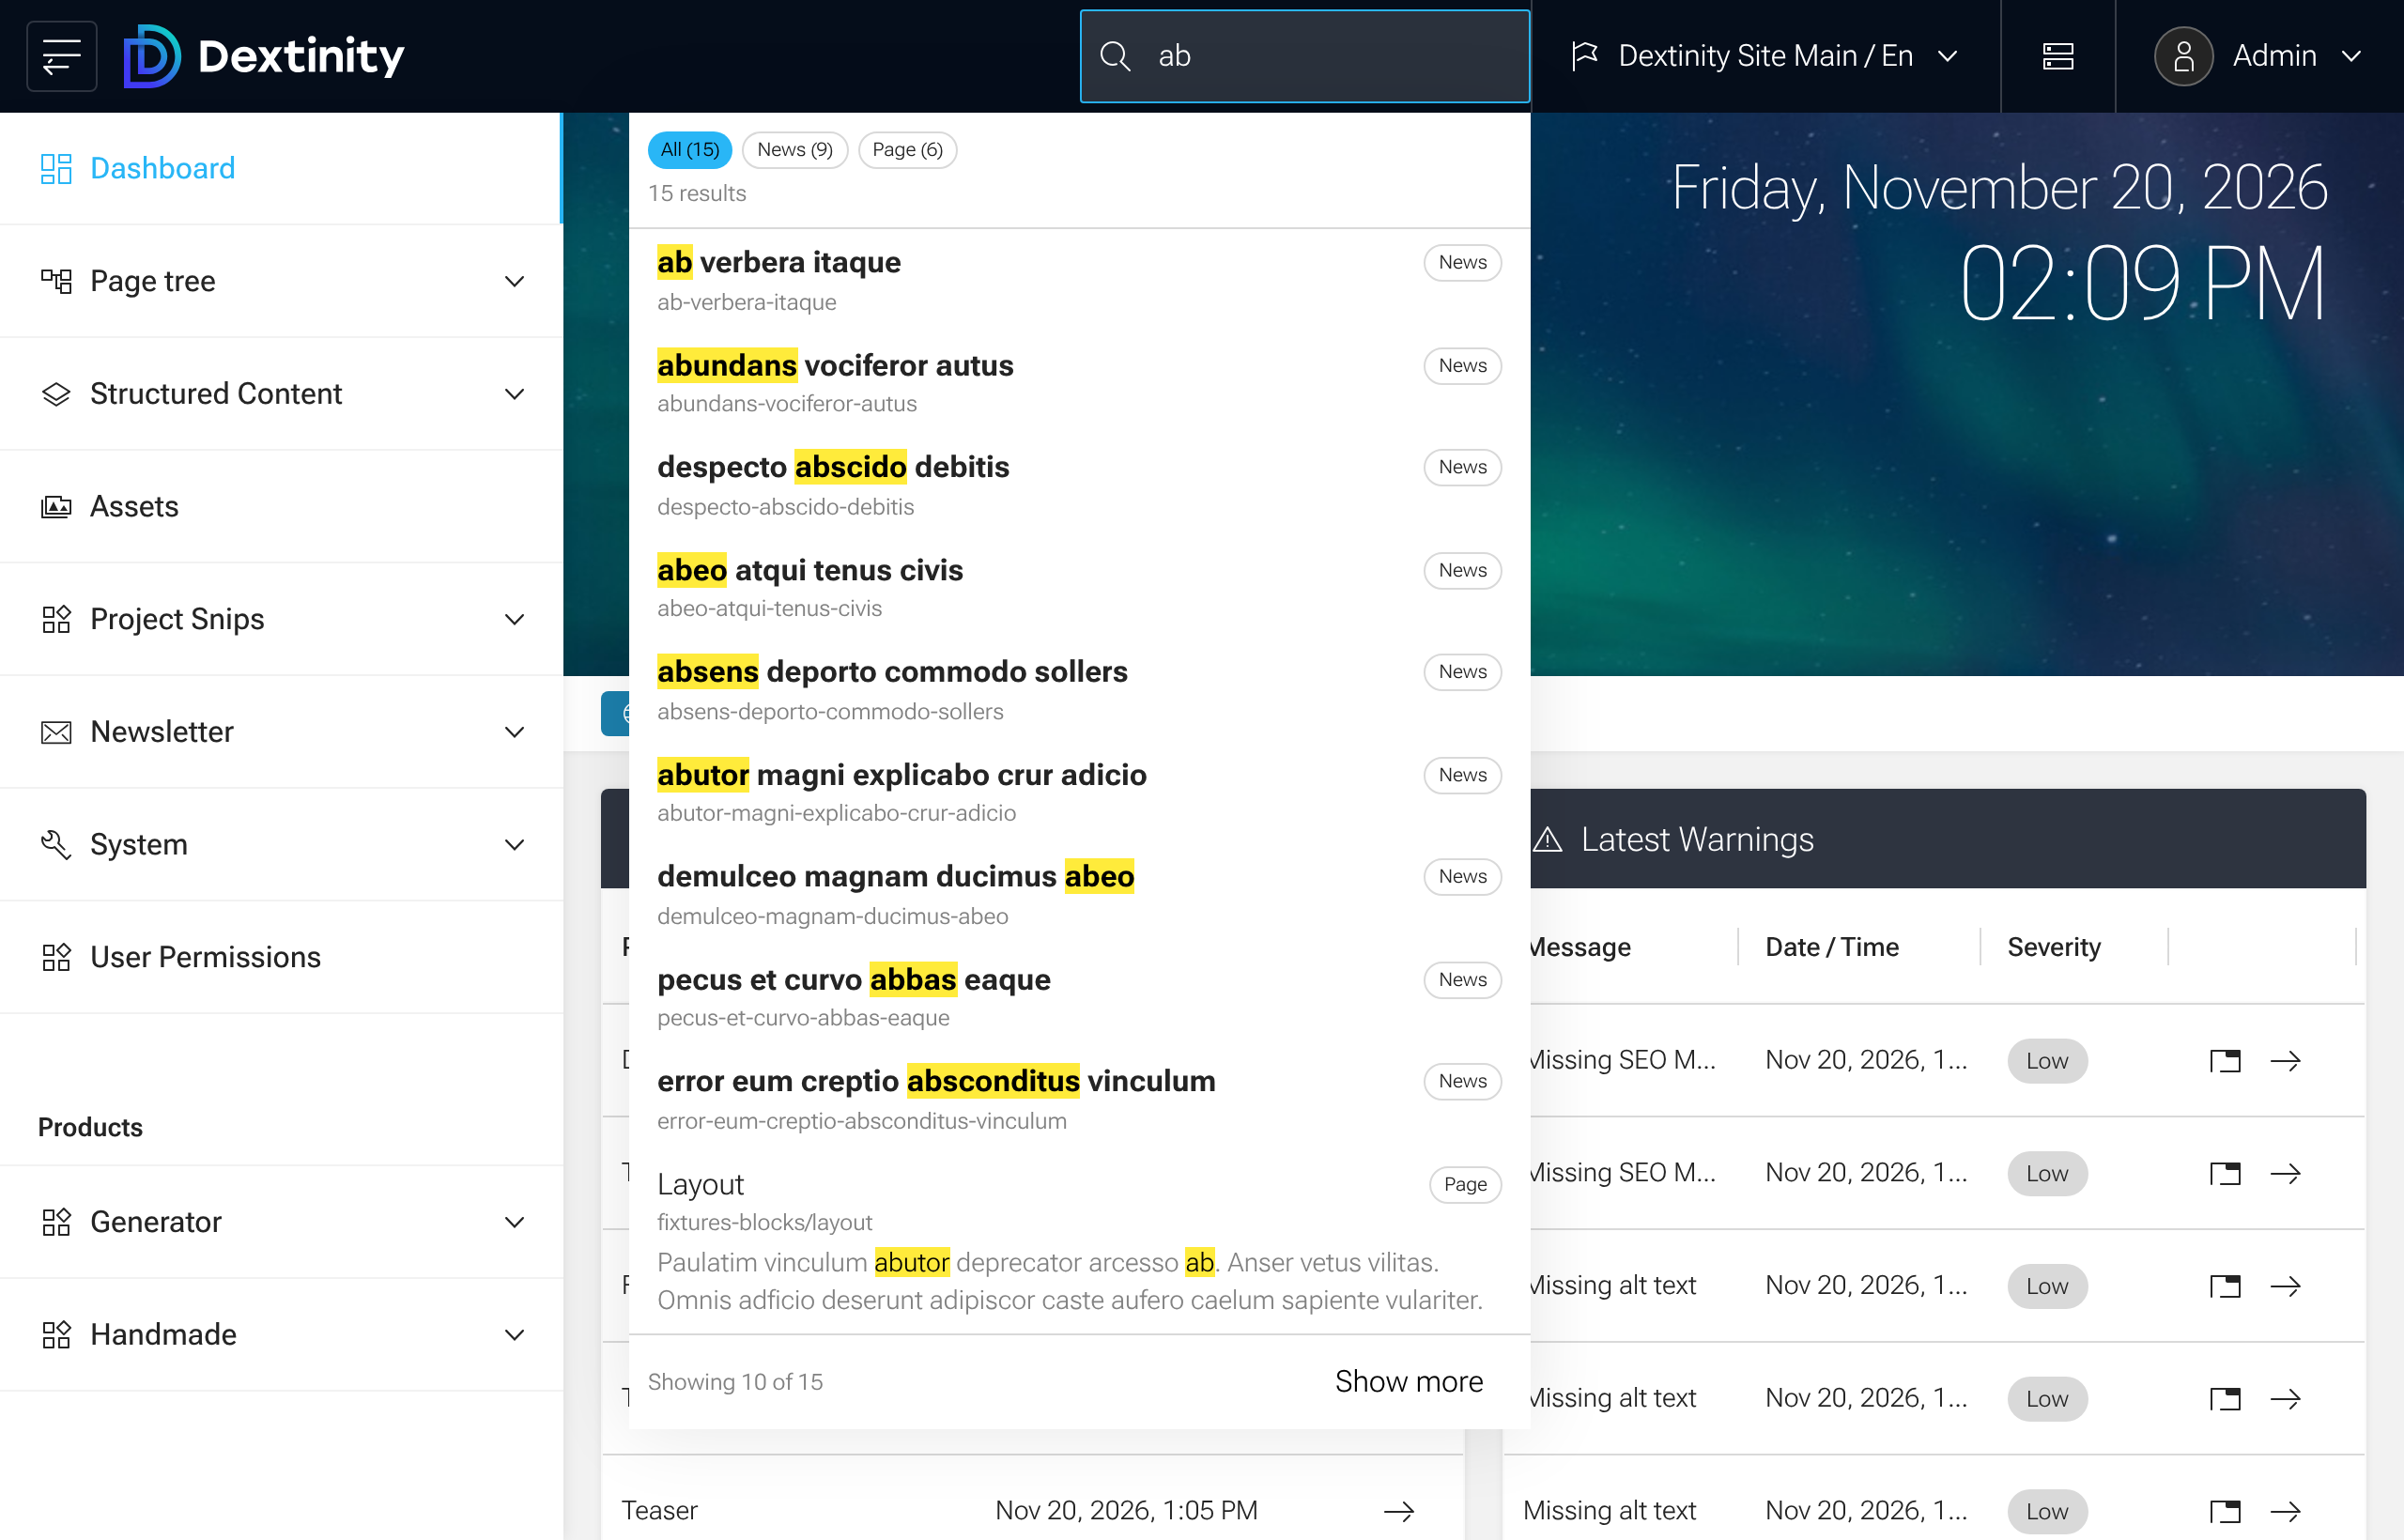 Dextinity
ab
Dextinity Site Main / En
Admin
Dashboard
Page tree
Structured Content
Assets
Project Snips
Newsletter
System
User Permissions
Products
Generator
Handmade
All (15)
News (9)
Page (6)
15 results
ab verbera itaque
News
ab-verbera-itaque
abundans vociferor autus
News
abundans-vociferor-autus
despecto abscido debitis
News
despecto-abscido-debitis
abeo atqui tenus civis
News
abeo-atqui-tenus-civis
absens deporto commodo sollers
News
absens-deporto-commodo-sollers
abutor magni explicabo crur adicio
News
abutor-magni-explicabo-crur-adicio
demulceo magnam ducimus abeo
News
demulceo-magnam-ducimus-abeo
pecus et curvo abbas eaque
News
pecus-et-curvo-abbas-eaque
error eum creptio absconditus vinculum
News
error-eum-creptio-absconditus-vinculum
Layout
Page
fixtures-blocks/layout
Paulatim vinculum abutor deprecator arcesso ab. Anser vetus vilitas.
Omnis adficio deserunt adipiscor caste aufero caelum sapiente vulariter.
Showing 10 of 15
Show more
Friday, November 20, 2026
02:09 PM
Latest Warnings
Message Date / Time Severity
Missing SEO M... Nov 20, 2026, 1... Low
Missing SEO M... Nov 20, 2026, 1... Low
Missing alt text Nov 20, 2026, 1... Low
Missing alt text Nov 20, 2026, 1... Low
Teaser Nov 20, 2026, 1:05 PM
Missing alt text Nov 20, 2026, 1... Low